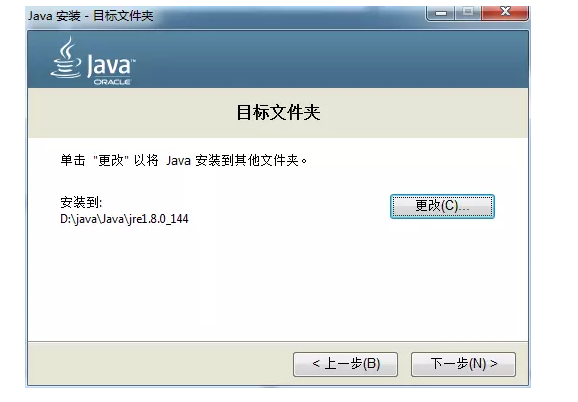 Java 安装 - 目标文件夹
Java™
ORACLE
目标文件夹
单击 "更改" 以将 Java 安装到其他文件夹。
安装到:
D:\java\Java\jre1.8.0_144
更改(C)...
< 上一步(B)
下一步(N) >